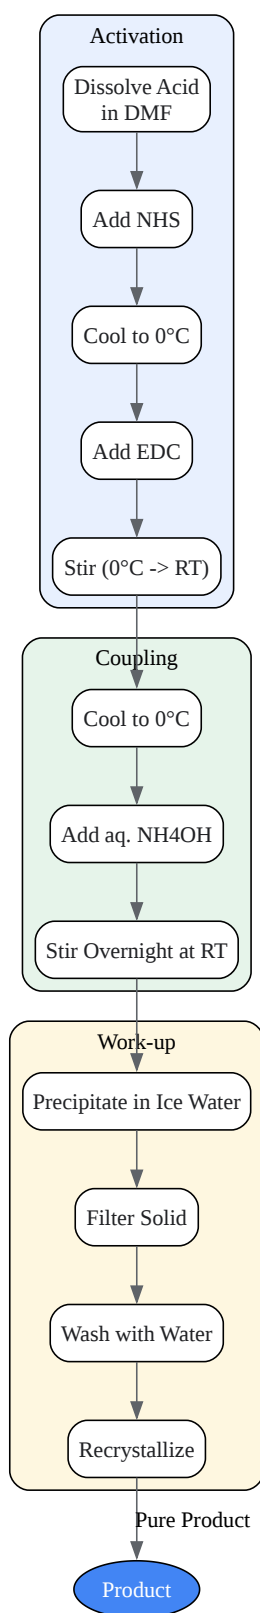 Activation
Dissolve Acid
in DMF
Add NHS
Cool to 0°C
Add EDC
Stir (0°C -> RT)
Coupling
Cool to 0°C
Add aq. NH4OH
Stir Overnight at RT
Work-up
Precipitate in Ice Water
Filter Solid
Wash with Water
Recrystallize
Pure Product
Product